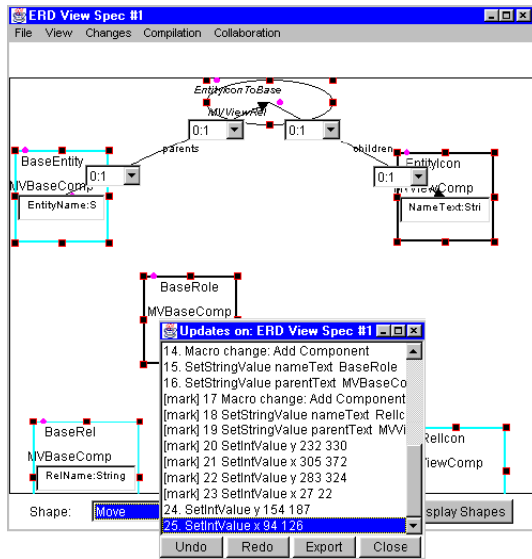 ERD View Spec #1
File View Changes Compilation Collaboration
EntityIconToBase
MVViewRel
0:1
0:1
parents
children
BaseEntity
MVBaseComp
0:1
EntityName:S
EntityIcon
0:1
MVViewComp
NameText:Stri
BaseRole
MVBaseComp
Updates on: ERD View Spec #1
14. Macro change: Add Component
15. SetStringValue nameText BaseRole
16. SetStringValue parentText MVBaseCo
[mark] 17 Macro change: Add Component
[mark] 18 SetStringValue nameText RelIc
[mark] 19 SetStringValue parentText MVVi
[mark] 20 SetIntValue y 232 330
[mark] 21 SetIntValue x 305 372
[mark] 22 SetIntValue y 283 324
[mark] 23 SetIntValue x 27 22
24. SetIntValue y 154 187
25. SetIntValue x 94 126
Undo Redo Export Close
BaseRel
MVBaseComp
RelName:String
RelIcon
ViewComp
Shape: Move
splay Shapes